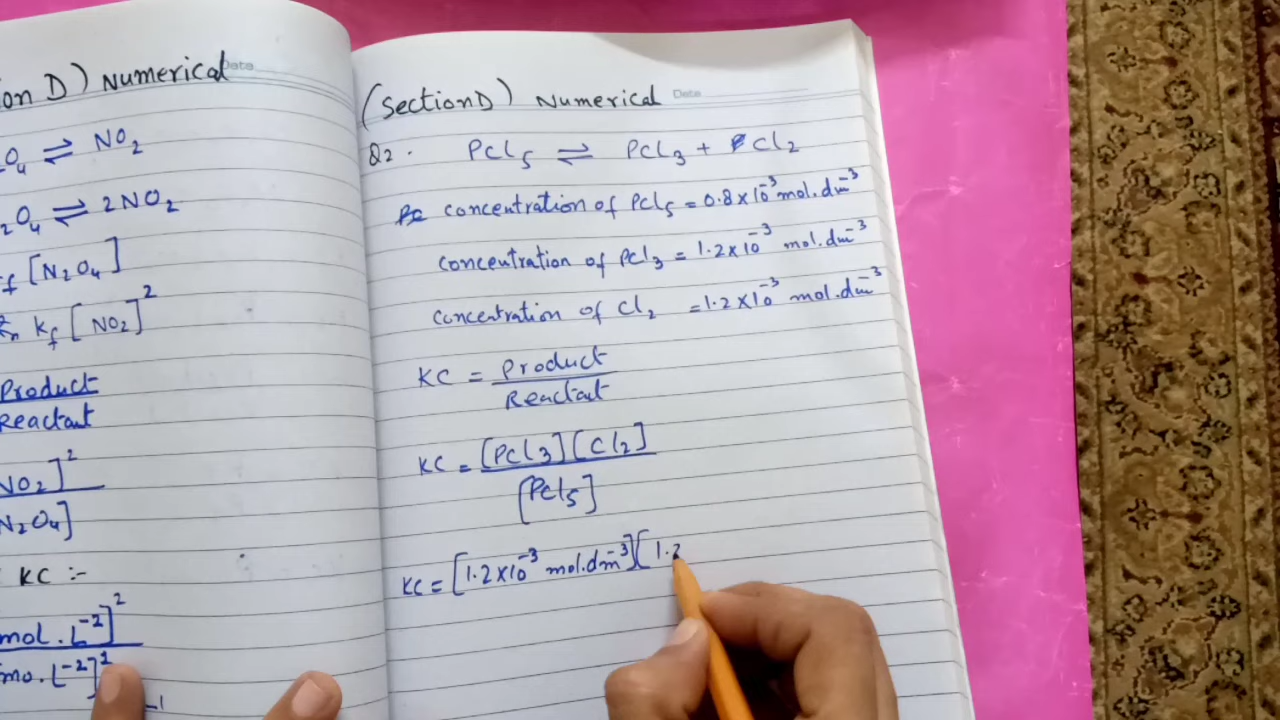 on D) Numerical
Date
O4 ⇌ NO2
2O4 ⇌ 2NO2
f [N2O4]
kf [NO2]^2
Product
Reactant
NO2]^2
N2O4]
KC :-
mol. L^-2]^2
mo. L^-2]^1
(section D) Numerical Date
Q2. PCl5 ⇌ PCl3 + Cl2
concentration of PCl5 = 0.8 x 10^-3 mol.dm^-3
concentration of PCl3 = 1.2 x 10^-3 mol.dm^-3
concentration of Cl2 = 1.2 x 10^-3 mol.dm^-3
KC = Product
Reactant
KC = [PCl3][Cl2]
[PCl5]
KC = [1.2 x 10^-3 mol.dm^-3][1.2